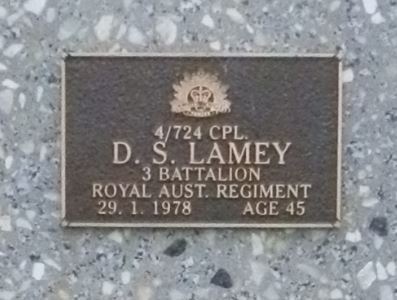 4/724 CPL.
D. S. LAMEY
3 BATTALION
ROYAL AUST. REGIMENT
29. 1. 1978 AGE 45